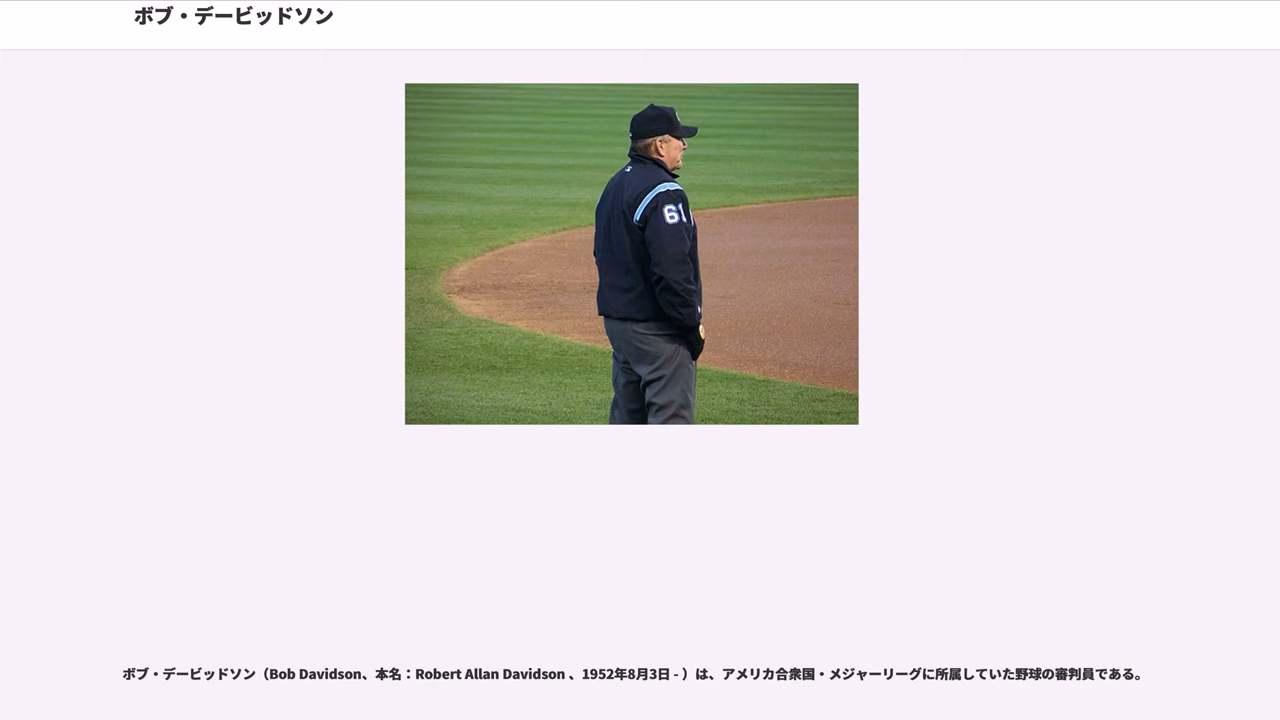 ボブ・デービッドソン
61
ボブ・デービッドソン（Bob Davidson、本名：Robert Allan Davidson 、1952年8月3日 - ）は、アメリカ合衆国・メジャーリーグに所属していた野球の審判員である。